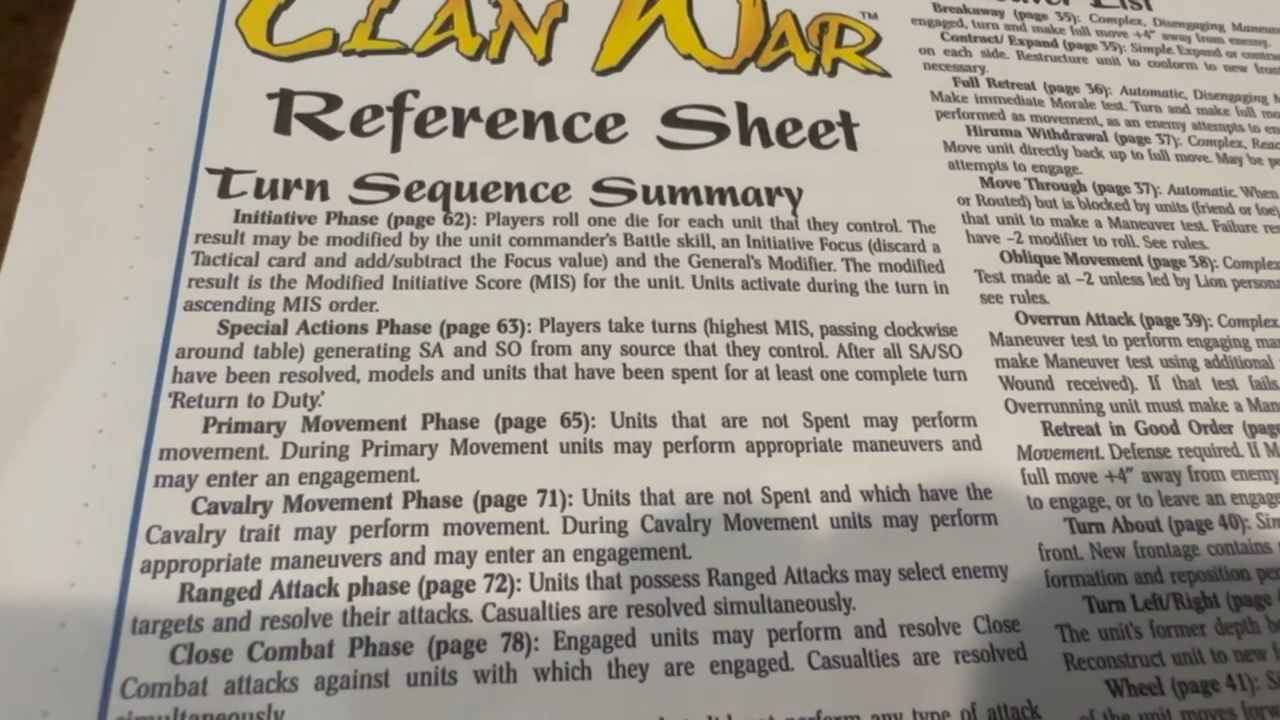 CLAN WAR™
Reference Sheet
Turn Sequence Summary
Initiative Phase (page 62): Players roll one die for each unit that they control. The
result may be modified by the unit commander's Battle skill, an Initiative Focus (discard a
Tactical card and add/subtract the Focus value) and the General's Modifier. The modified
result is the Modified Initiative Score (MIS) for the unit. Units activate during the turn in
ascending MIS order.
Special Actions Phase (page 63): Players take turns (highest MIS, passing clockwise
around table) generating SA and SO from any source that they control. After all SA/SO
have been resolved, models and units that have been spent for at least one complete turn
'Return to Duty.'
Primary Movement Phase (page 65): Units that are not Spent may perform
movement. During Primary Movement units may perform appropriate maneuvers and
may enter an engagement.
Cavalry Movement Phase (page 71): Units that are not Spent and which have the
Cavalry trait may perform movement. During Cavalry Movement units may perform
appropriate maneuvers and may enter an engagement.
Ranged Attack phase (page 72): Units that possess Ranged Attacks may select enemy
targets and resolve their attacks. Casualties are resolved simultaneously.
Close Combat Phase (page 78): Engaged units may perform and resolve Close
Combat attacks against units with which they are engaged. Casualties are resolved
simultaneously
perform any type of attack
List
Breakaway (page 35): Complex, Disengaging
engaged, turn and make full move +4" away from enemy.
Contract/ Expand (page 35): Simple. Expand or
on each side. Restructure unit to conform to new
necessary.
Full Retreat (page 36): Automatic, Disengaging
Make immediate Morale test. Turn and make full
performed as movement, as an enemy attempts to
Hiruma Withdrawal (page 37): Complex,
Move unit directly back up to full move. May be
attempts to engage.
Move Through (page 37): Automatic. When
or Routed) but is blocked by units (friend or foe)
that unit to make a Maneuver test. Failure
have -2 modifier to roll. See rules.
Oblique Movement (page 38): Complex
Test made at -2 unless led by Lion
see rules.
Overrun Attack (page 39): Complex
Maneuver test to perform engaging
make Maneuver test using additional
Wound received). If that test fails
Overrunning unit must make a
Retreat in Good Order
Movement. Defense required. If
full move +4" away from enemy
to engage, or to leave an
Turn About (page 40):
front. New frontage contains
formation and reposition
Turn Left/Right
The unit's former depth
Reconstruct unit to new
Wheel (page 41):
of the unit moves